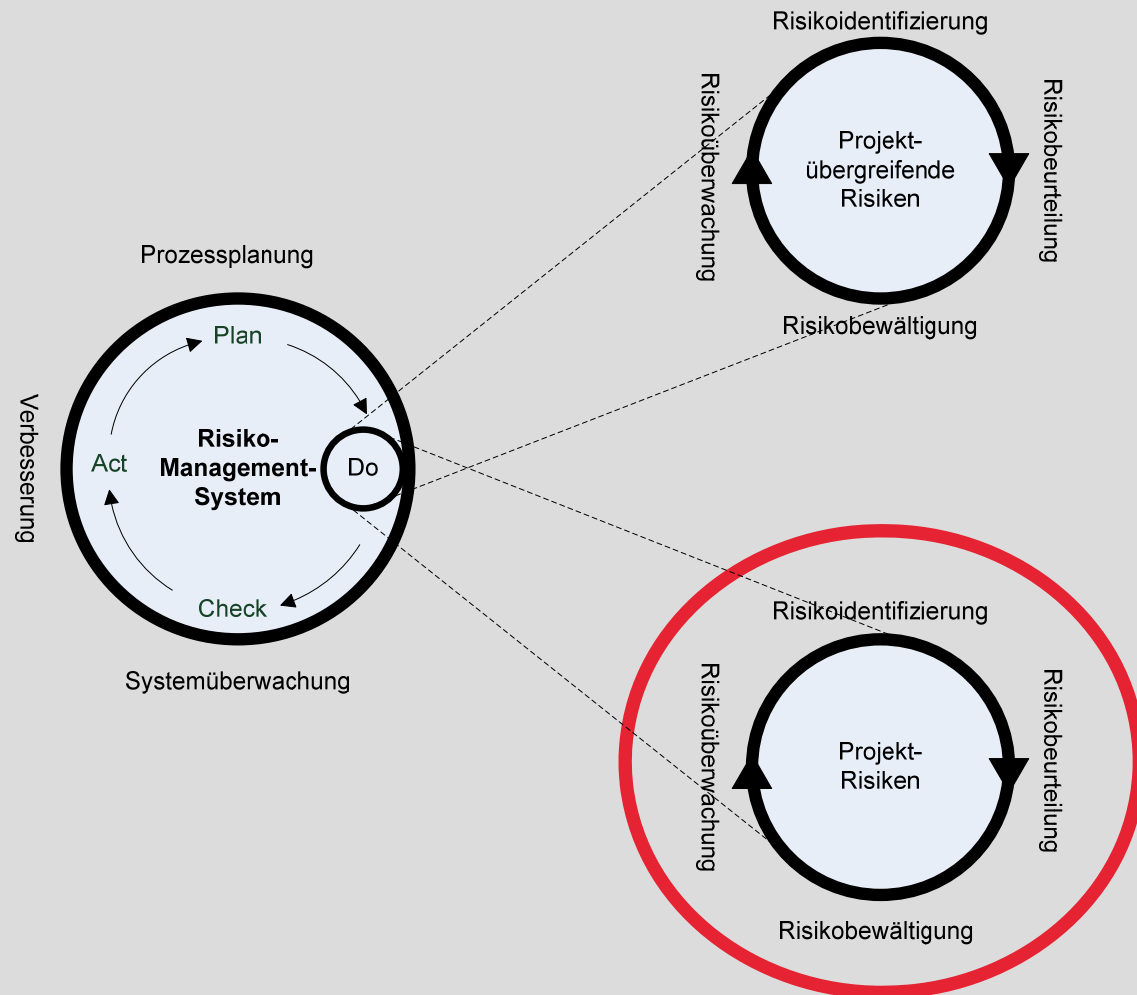 Risikoidentifizierung
Risikoüberwachung
Projekt-
übergreifende
Risiken
Risikobeurteilung
Risikobewältigung
Prozessplanung
Verbesserung
Plan
Act
Risiko-
Management-
System
Do
Check
Systemüberwachung
Risikoidentifizierung
Risikoüberwachung
Projekt-
Risiken
Risikobeurteilung
Risikobewältigung